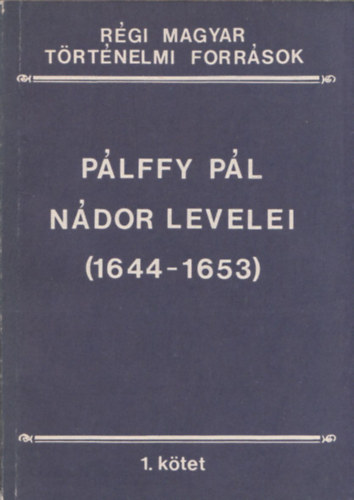 RÉGI MAGYAR
TÖRTÉNELMI FORRÁSOK
PÁLFFY PÁL
NÁDOR LEVELEI
(1644-1653)
1. kötet